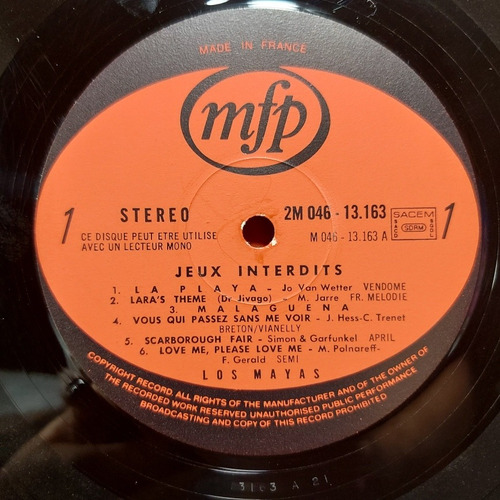 MADE IN FRANCE
mfp
1 STEREO 2M 046 - 13.163 SACEM SACD SDRM SGDL 1
CE DISQUE PEUT ETRE UTILISE M 046 - 13.163 A
AVEC UN LECTEUR MONO
JEUX INTERDITS
1. LA PLAYA - Jo Van Wetter VENDOME
2. LARA'S THEME (Dr Jivago) - M. Jarre FR. MELODIE
3. MALAGUENA
4. VOUS QUI PASSEZ SANS ME VOIR - J. Hess-C. Trenet
BRETON/VIANELLY
5. SCARBOROUGH FAIR - Simon & Garfunkel APRIL
6. LOVE ME, PLEASE LOVE ME - M. Polnareff-
F. Gerald SEMI
LOS MAYAS
COPYRIGHT RECORD ALL RIGHTS OF THE MANUFACTURER AND OF THE OWNER OF
THE RECORDED WORK RESERVED UNAUTHORISED PUBLIC PERFORMANCE
BROADCASTING AND COPY OF THIS RECORD PROHIBITED
3163 A 21